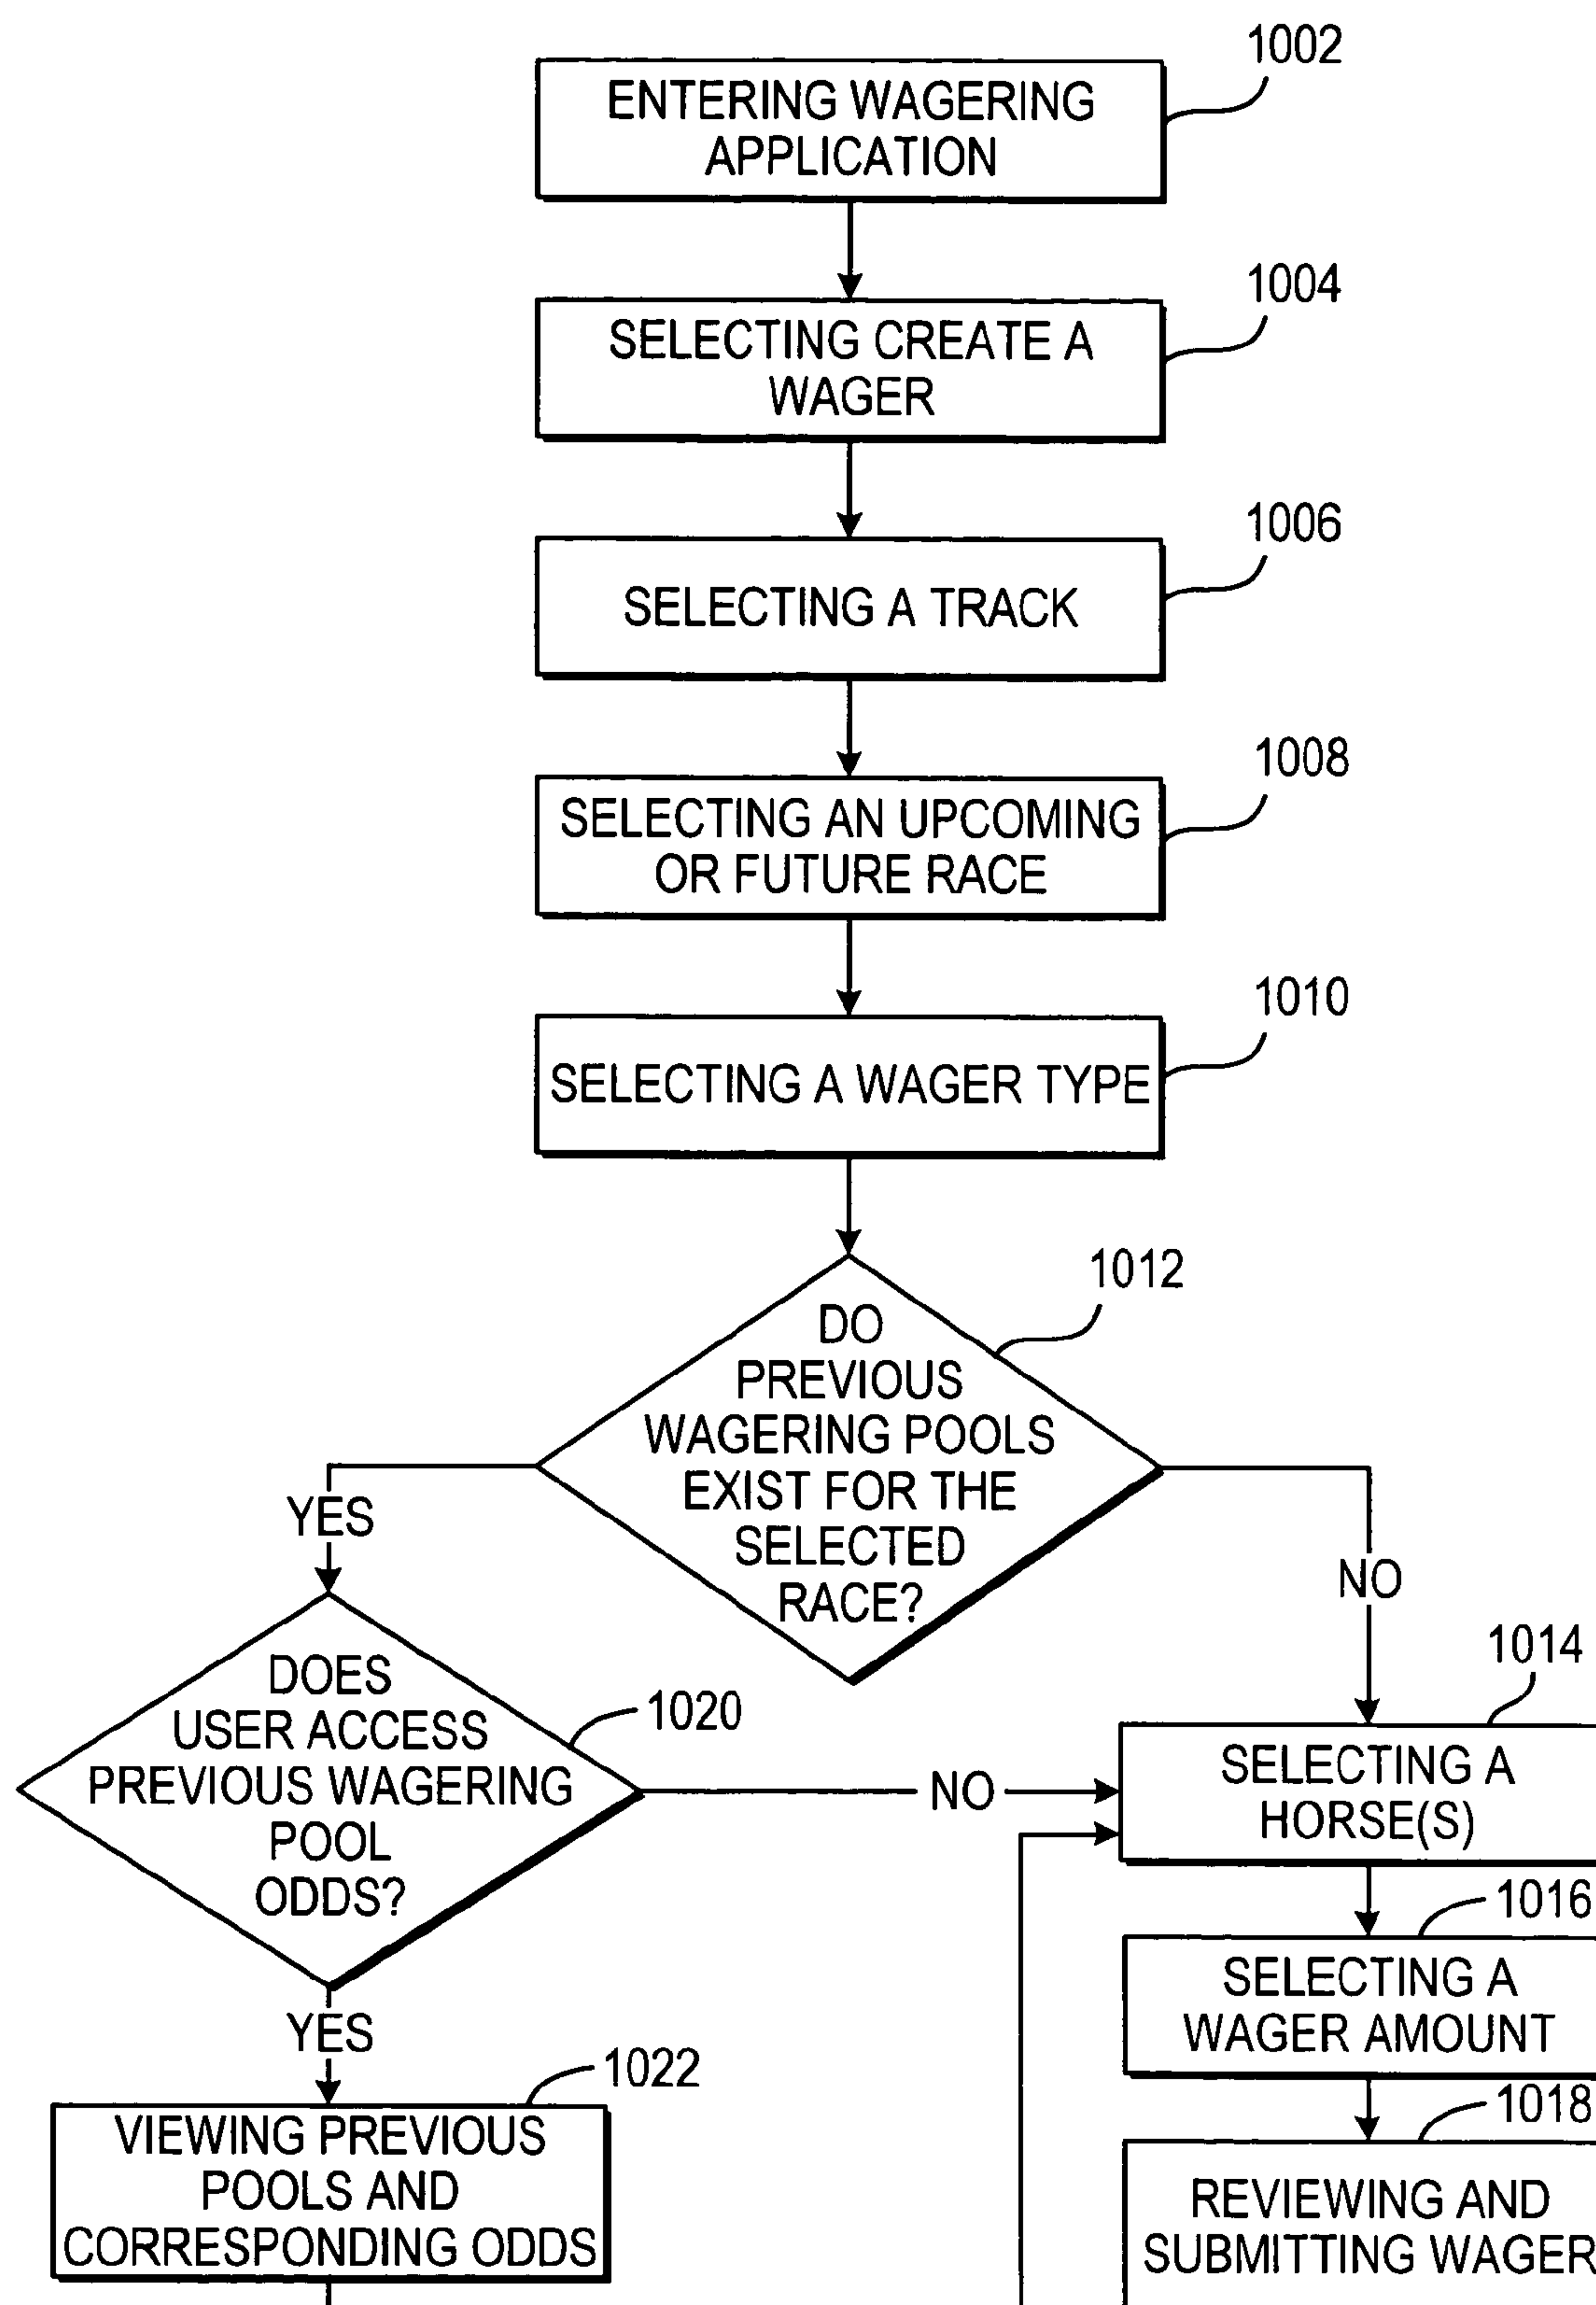 1002
ENTERING WAGERING
APPLICATION
1004
SELECTING CREATE A
WAGER
1006
SELECTING A TRACK
1008
SELECTING AN UPCOMING
OR FUTURE RACE
1010
SELECTING A WAGER TYPE
1012
DO
PREVIOUS
WAGERING POOLS
EXIST FOR THE
SELECTED
RACE?
YES
NO
1014
DOES
USER ACCESS
PREVIOUS WAGERING
POOL
ODDS?
1020
NO
SELECTING A
HORSE(S)
1016
SELECTING A
WAGER AMOUNT
YES
1022
VIEWING PREVIOUS
POOLS AND
CORRESPONDING ODDS
1018
REVIEWING AND
SUBMITTING WAGER